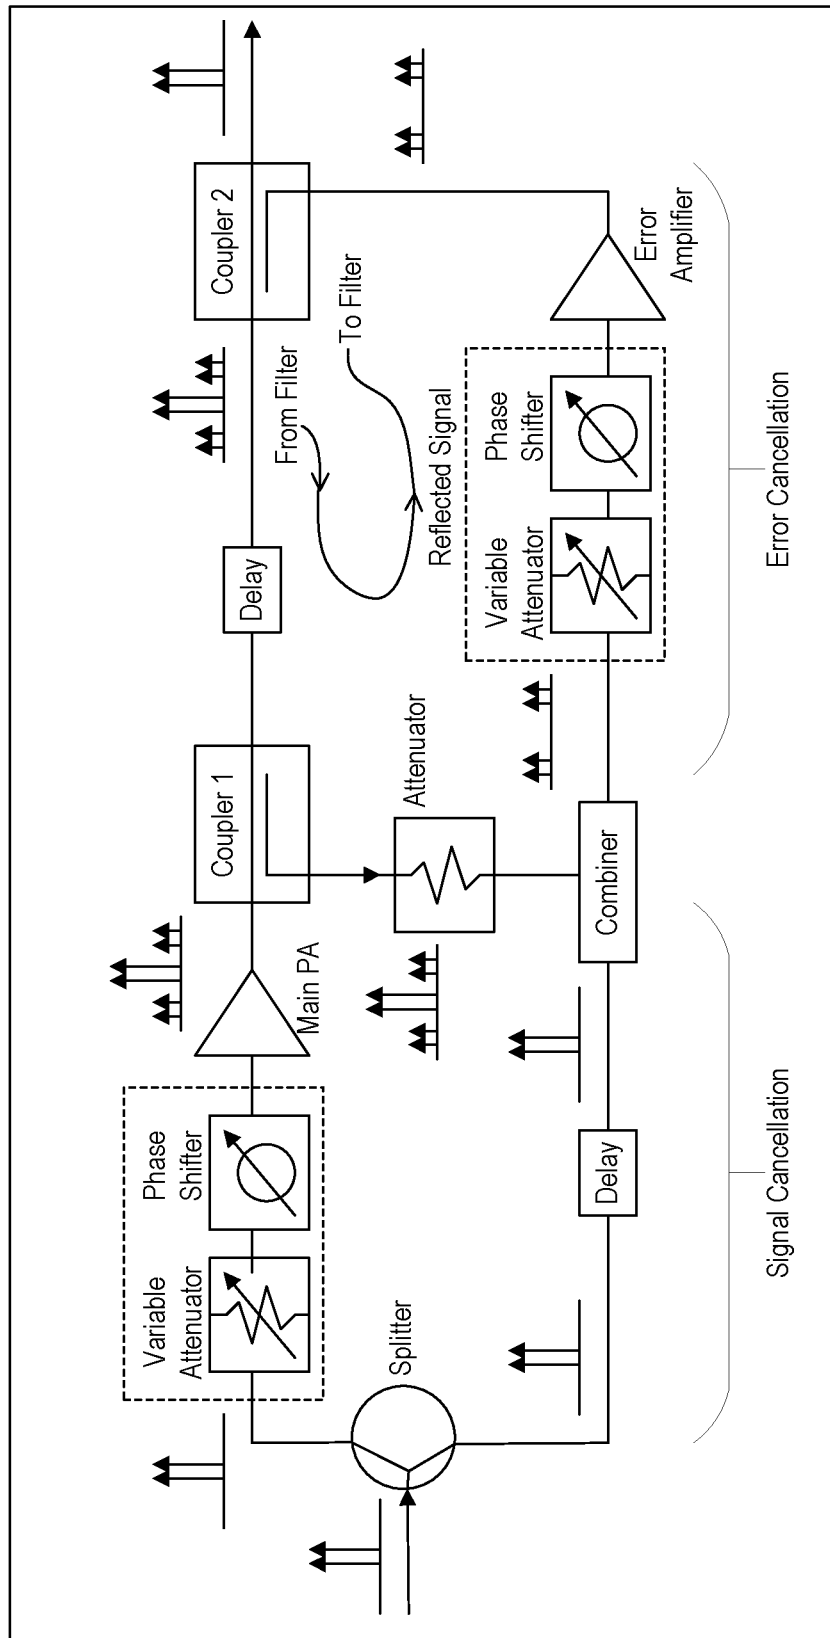 Splitter
Variable
Attenuator
Phase
Shifter
Main PA
Coupler 1
Attenuator
Delay
From Filter
To Filter
Reflected Signal
Coupler 2
Delay
Combiner
Variable
Attenuator
Phase
Shifter
Error
Amplifier
Signal Cancellation
Error Cancellation